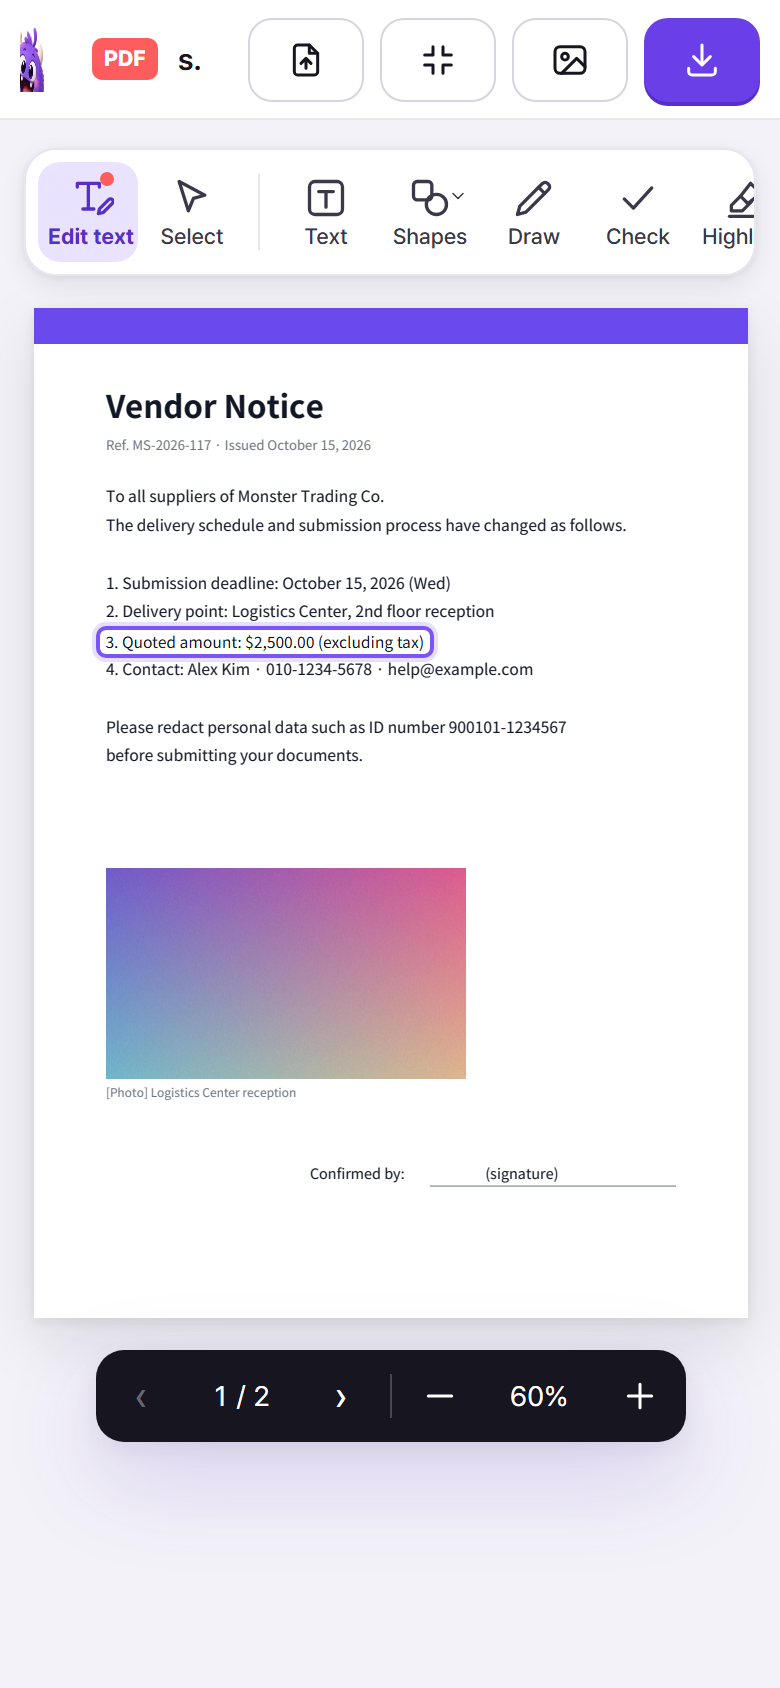 PDF s.
Edit text Select Text Shapes Draw Check Highl
Vendor Notice
Ref. MS-2026-117 · Issued October 15, 2026
To all suppliers of Monster Trading Co.
The delivery schedule and submission process have changed as follows.
1. Submission deadline: October 15, 2026 (Wed)
2. Delivery point: Logistics Center, 2nd floor reception
3. Quoted amount: $2,500.00 (excluding tax)
4. Contact: Alex Kim · 010-1234-5678 · help@example.com
Please redact personal data such as ID number 900101-1234567
before submitting your documents.
[Photo] Logistics Center reception
Confirmed by: (signature)
‹ 1 / 2 › − 60% +